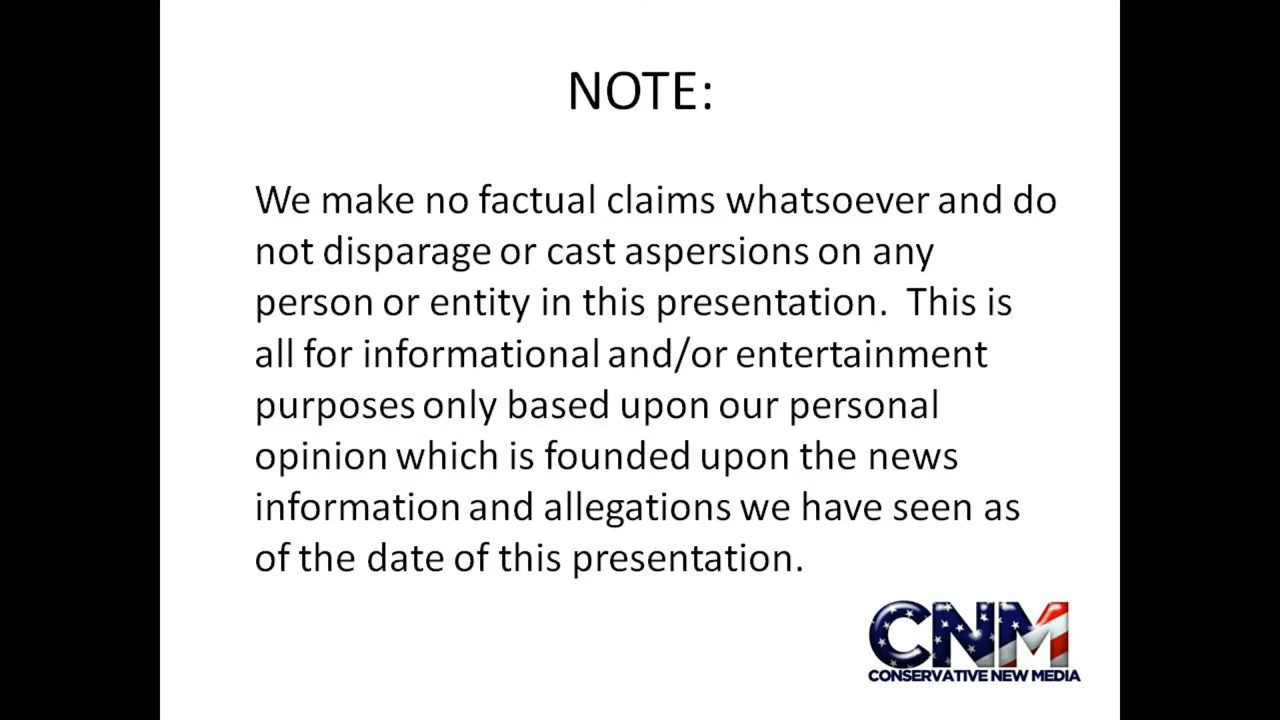 NOTE:
We make no factual claims whatsoever and do
not disparage or cast aspersions on any
person or entity in this presentation.  This is
all for informational and/or entertainment
purposes only based upon our personal
opinion which is founded upon the news
information and allegations we have seen as
of the date of this presentation.
CNM
CONSERVATIVE NEW MEDIA